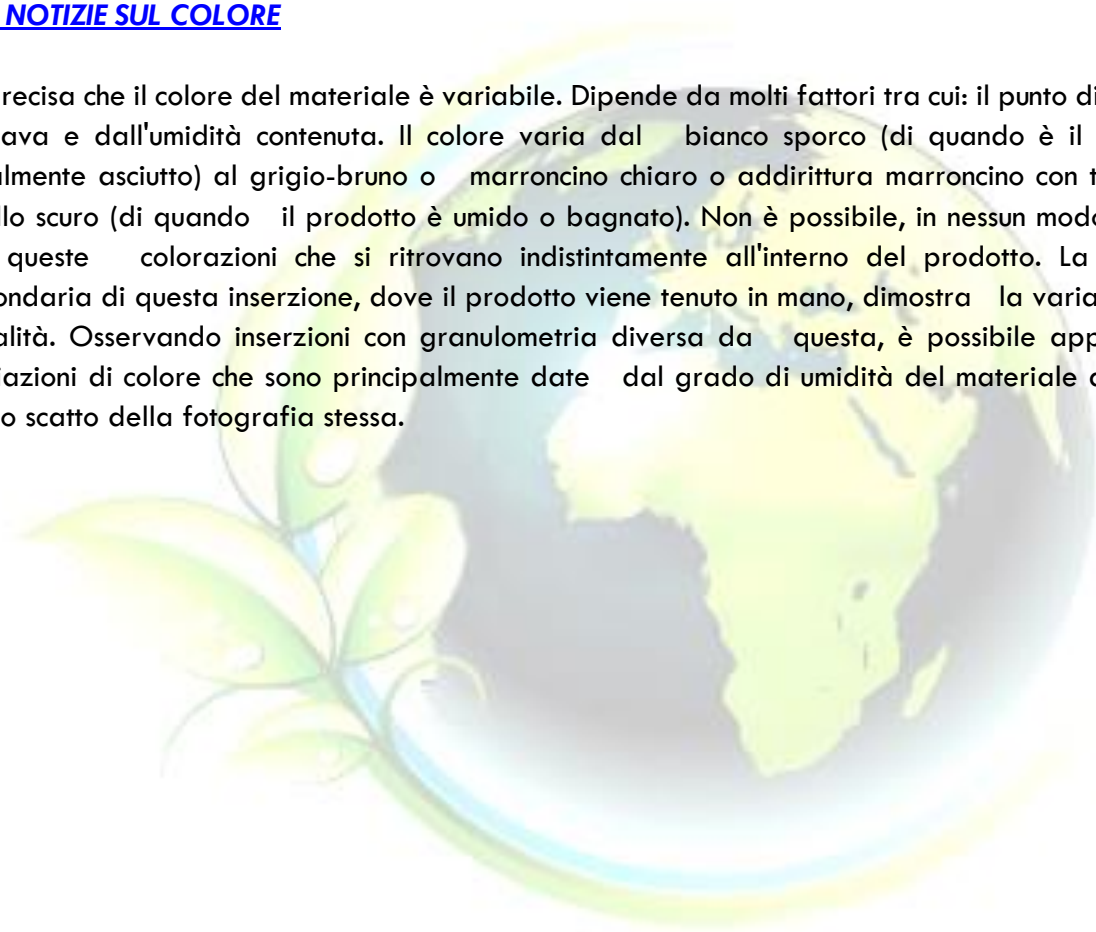 NOTIZIE SUL COLORE
recisa che il colore del materiale è variabile. Dipende da molti fattori tra cui: il punto di
ava e dall'umidità contenuta. Il colore varia dal bianco sporco (di quando è il
almente asciutto) al grigio-bruno o marroncino chiaro o addirittura marroncino con t
llo scuro (di quando il prodotto è umido o bagnato). Non è possibile, in nessun modo
queste colorazioni che si ritrovano indistintamente all'interno del prodotto. La
ondaria di questa inserzione, dove il prodotto viene tenuto in mano, dimostra la varia
alità. Osservando inserzioni con granulometria diversa da questa, è possibile app
iazioni di colore che sono principalmente date dal grado di umidità del materiale
o scatto della fotografia stessa.